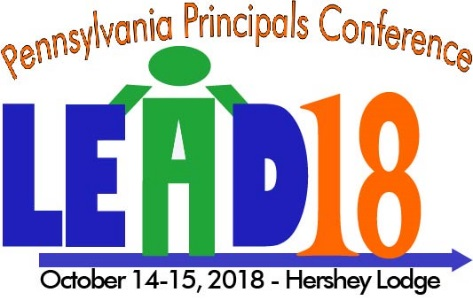 Pennsylvania Principals Conference
LEAD18
October 14-15, 2018 - Hershey Lodge